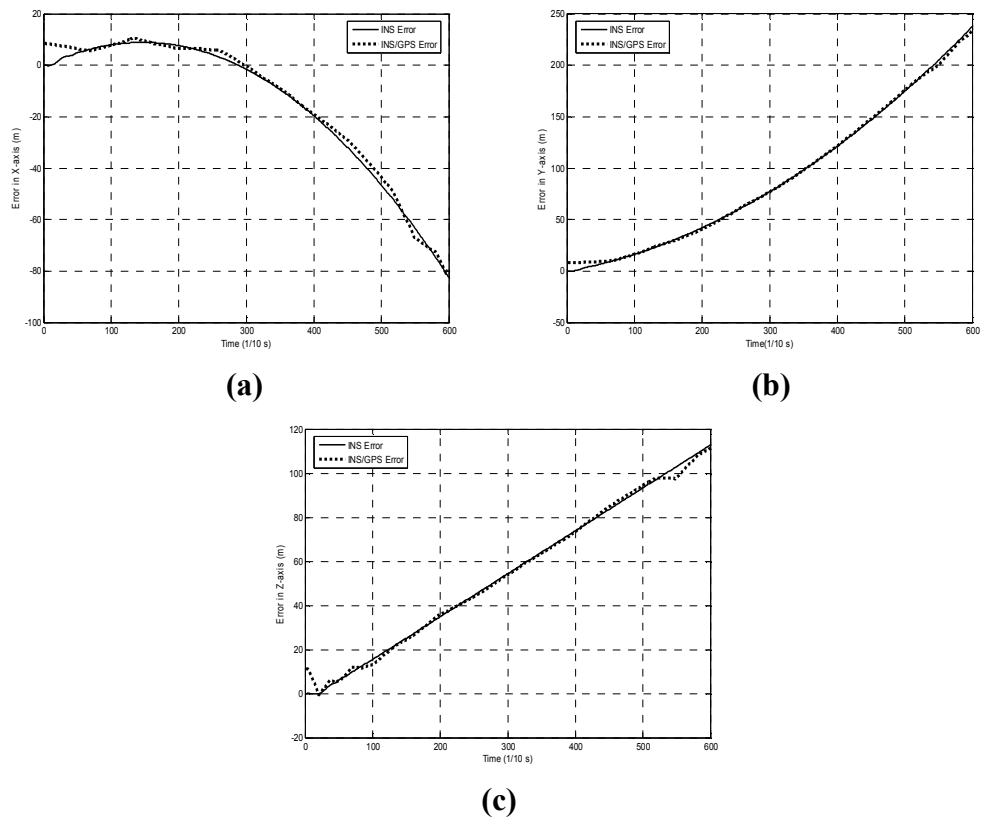 20
0
-20
-40
-60
-80
-100
Error in X-axis (m)
INS Error
INS/GPS Error
0 100 200 300 400 500 600
Time (1/10 s)
(a)
250
200
150
100
50
0
-50
Error in Y-axis (m)
INS Error
INS/GPS Error
0 100 200 300 400 500 600
Time(1/10 s)
(b)
120
100
80
60
40
20
0
-20
Error in Z-axis (m)
INS Error
INS/GPS Error
0 100 200 300 400 500 600
Time (1/10 s)
(c)